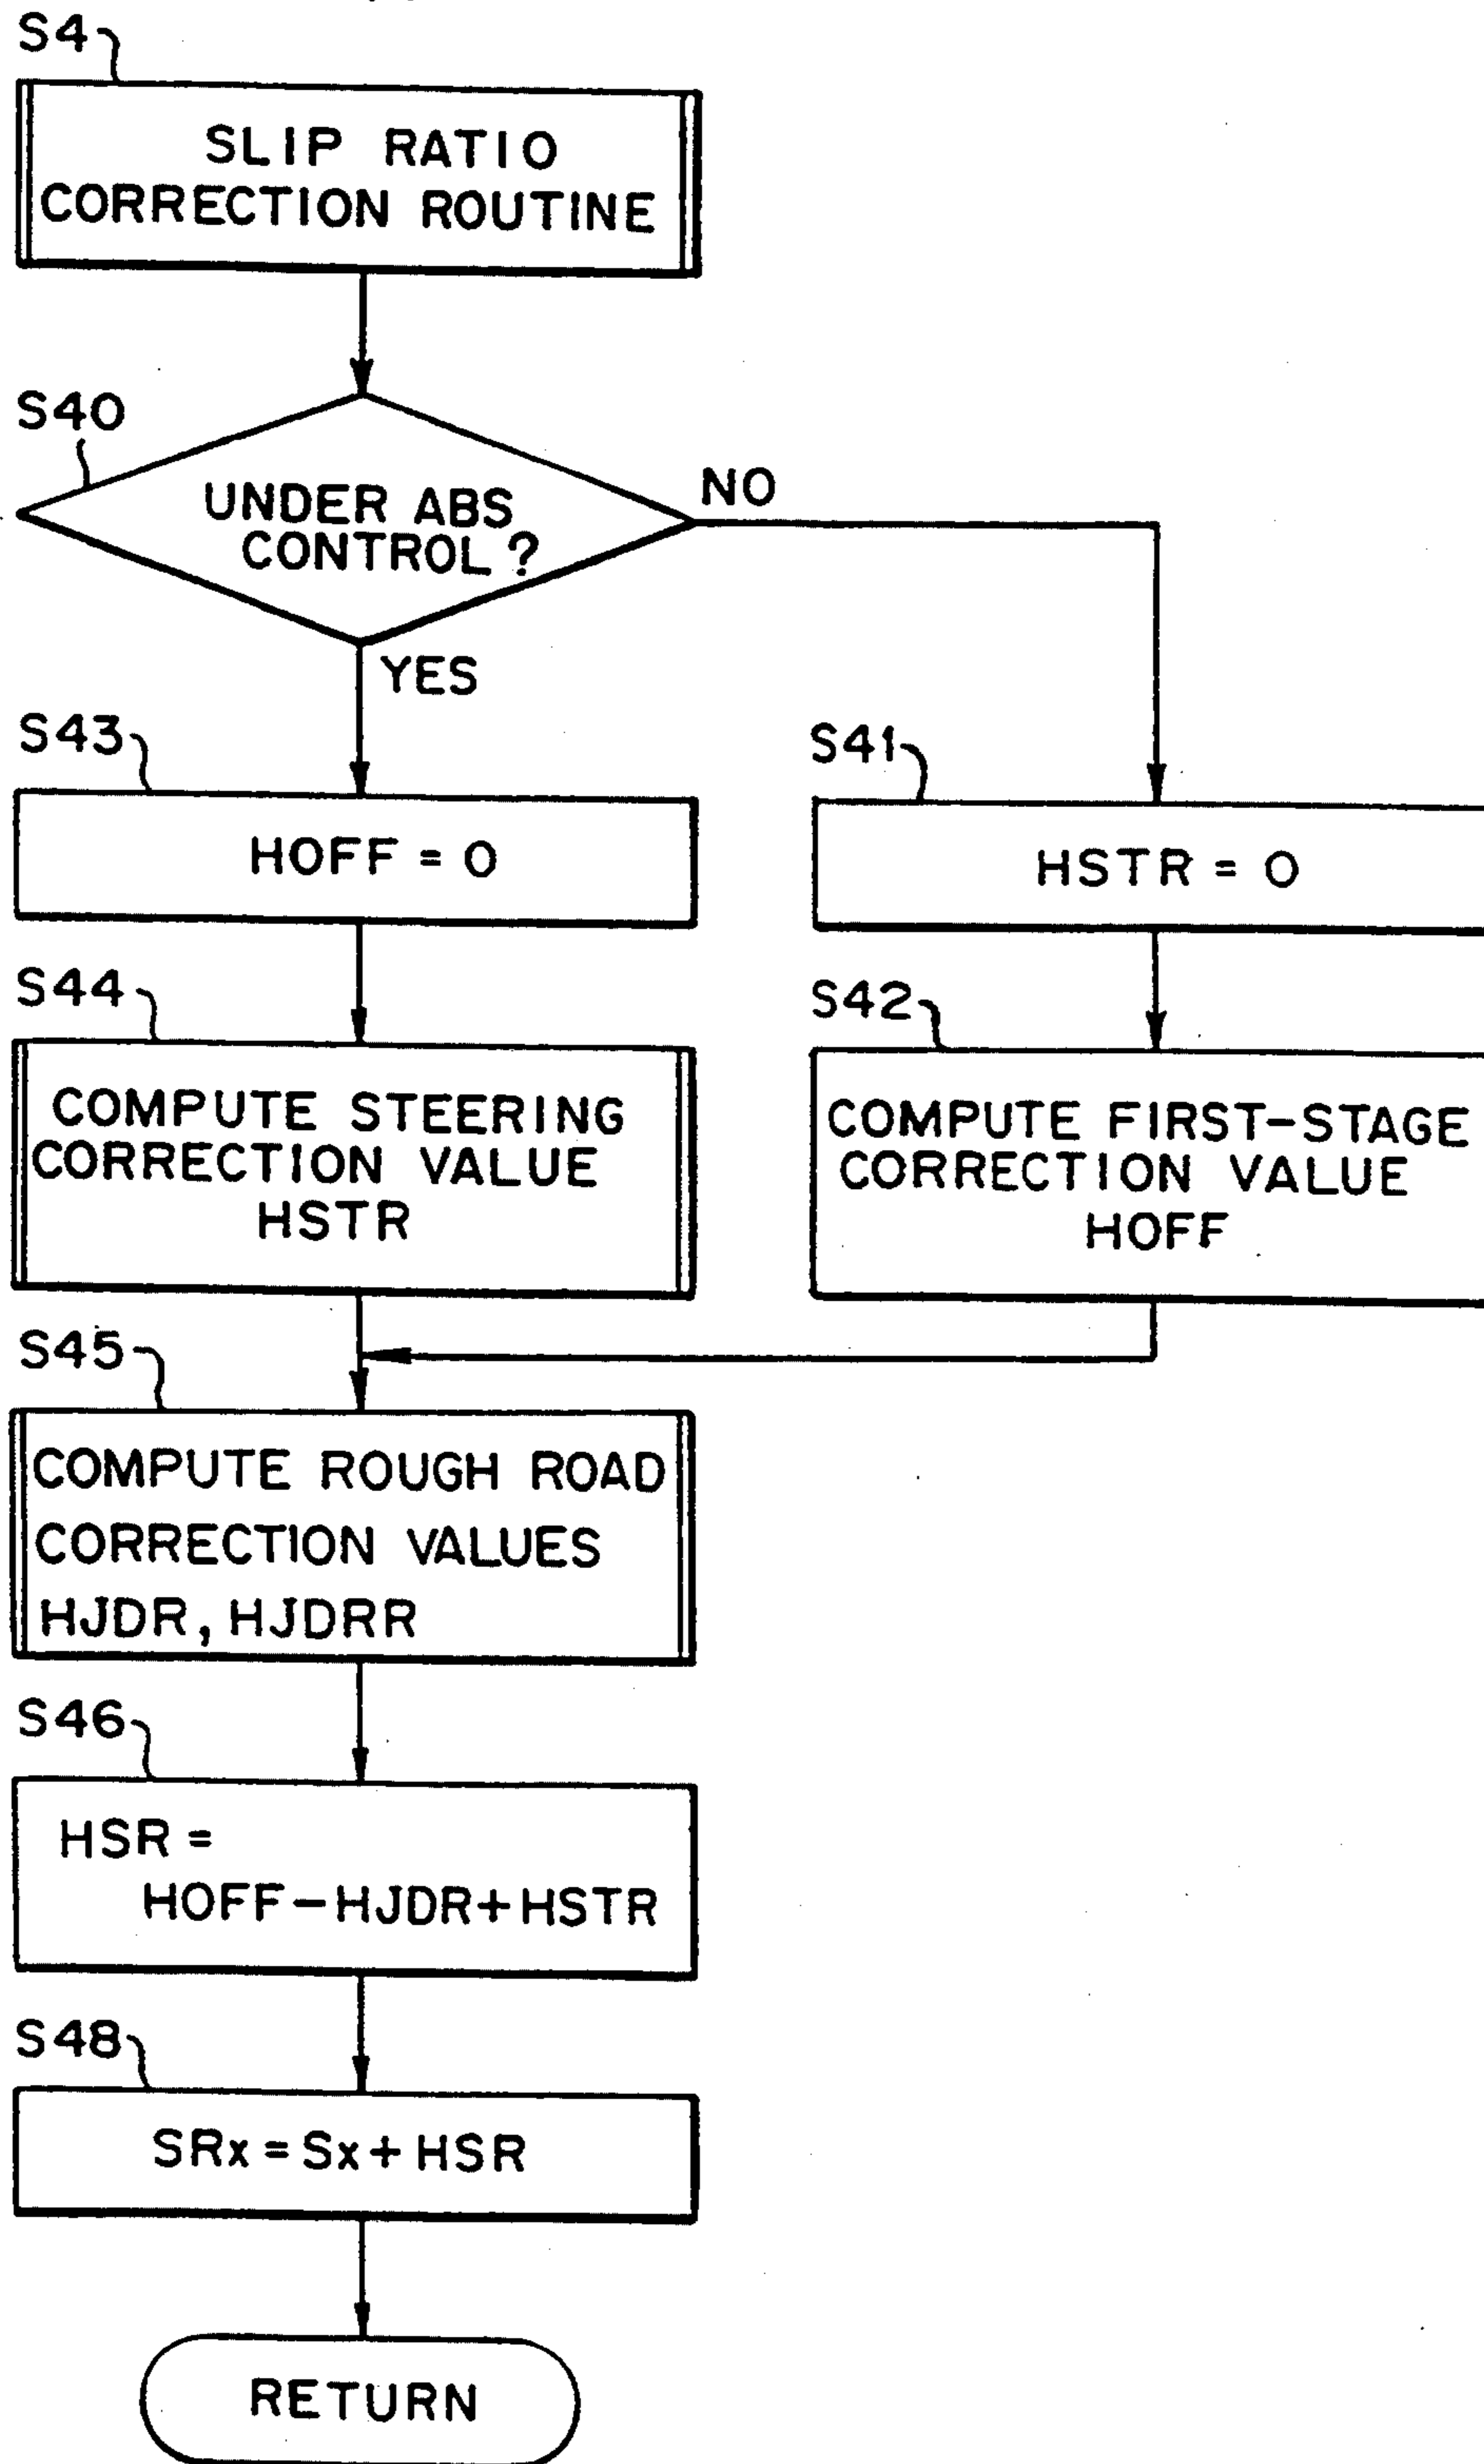 S4
SLIP RATIO
CORRECTION ROUTINE
S40
UNDER ABS
CONTROL ?
NO
YES
S43
HOFF = 0
S41
HSTR = 0
S44
COMPUTE STEERING
CORRECTION VALUE
HSTR
S42
COMPUTE FIRST-STAGE
CORRECTION VALUE
HOFF
S45
COMPUTE ROUGH ROAD
CORRECTION VALUES
HJDR, HJDRR
S46
HSR =
HOFF-HJDR+HSTR
S48
SRx = Sx + HSR
RETURN